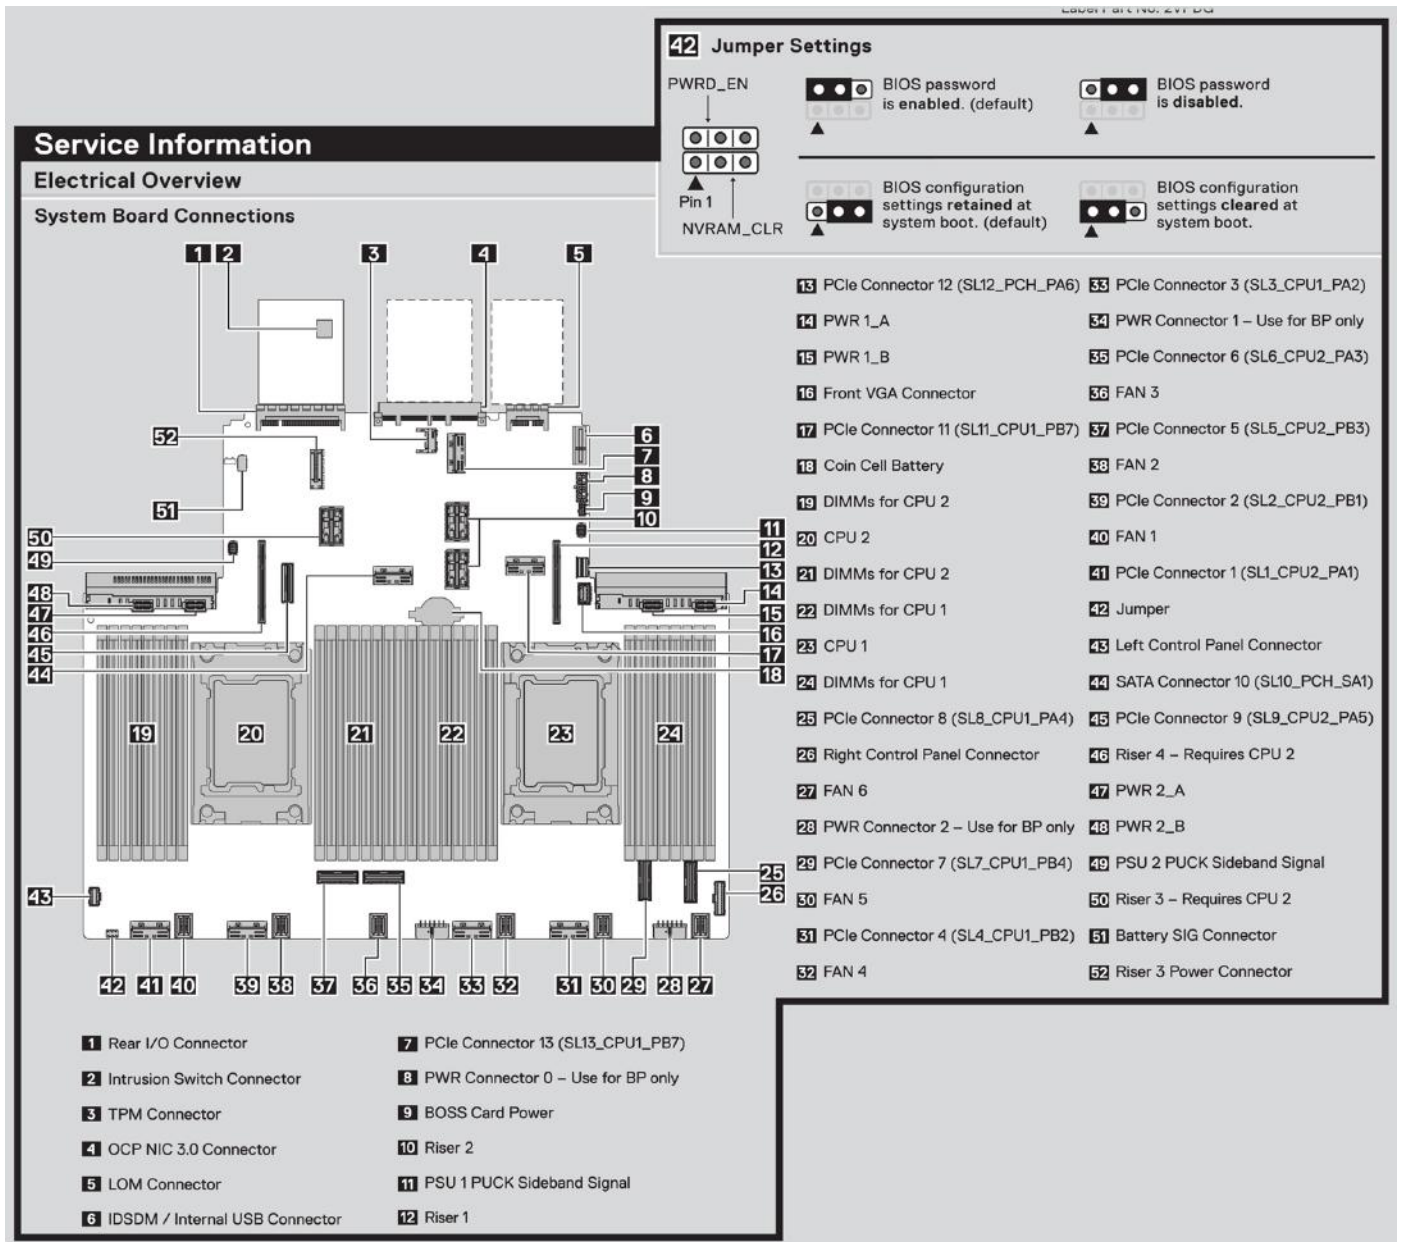 Label Part No. 2VPDG
42 Jumper Settings
PWRD_EN
Pin 1
NVRAM_CLR
BIOS password
is enabled. (default)
BIOS password
is disabled.
BIOS configuration
settings retained at
system boot. (default)
BIOS configuration
settings cleared at
system boot.
Service Information
Electrical Overview
System Board Connections
1
2
3
4
5
6
7
8
9
10
11
12
13
14
15
16
17
18
52
51
50
49
48
47
46
45
44
19
20
21
22
23
24
25
26
43
42
41
40
39
38
37
36
35
34
33
32
31
30
29
28
27
13 PCIe Connector 12 (SL12_PCH_PA6)
14 PWR 1_A
15 PWR 1_B
16 Front VGA Connector
17 PCIe Connector 11 (SL11_CPU1_PB7)
18 Coin Cell Battery
19 DIMMs for CPU 2
20 CPU 2
21 DIMMs for CPU 2
22 DIMMs for CPU 1
23 CPU 1
24 DIMMs for CPU 1
25 PCIe Connector 8 (SL8_CPU1_PA4)
26 Right Control Panel Connector
27 FAN 6
28 PWR Connector 2 – Use for BP only
29 PCIe Connector 7 (SL7_CPU1_PB4)
30 FAN 5
31 PCIe Connector 4 (SL4_CPU1_PB2)
32 FAN 4
33 PCIe Connector 3 (SL3_CPU1_PA2)
34 PWR Connector 1 – Use for BP only
35 PCIe Connector 6 (SL6_CPU2_PA3)
36 FAN 3
37 PCIe Connector 5 (SL5_CPU2_PB3)
38 FAN 2
39 PCIe Connector 2 (SL2_CPU2_PB1)
40 FAN 1
41 PCIe Connector 1 (SL1_CPU2_PA1)
42 Jumper
43 Left Control Panel Connector
44 SATA Connector 10 (SL10_PCH_SA1)
45 PCIe Connector 9 (SL9_CPU2_PA5)
46 Riser 4 – Requires CPU 2
47 PWR 2_A
48 PWR 2_B
49 PSU 2 PUCK Sideband Signal
50 Riser 3 – Requires CPU 2
51 Battery SIG Connector
52 Riser 3 Power Connector
1 Rear I/O Connector
2 Intrusion Switch Connector
3 TPM Connector
4 OCP NIC 3.0 Connector
5 LOM Connector
6 IDSDM / Internal USB Connector
7 PCIe Connector 13 (SL13_CPU1_PB7)
8 PWR Connector 0 – Use for BP only
9 BOSS Card Power
10 Riser 2
11 PSU 1 PUCK Sideband Signal
12 Riser 1